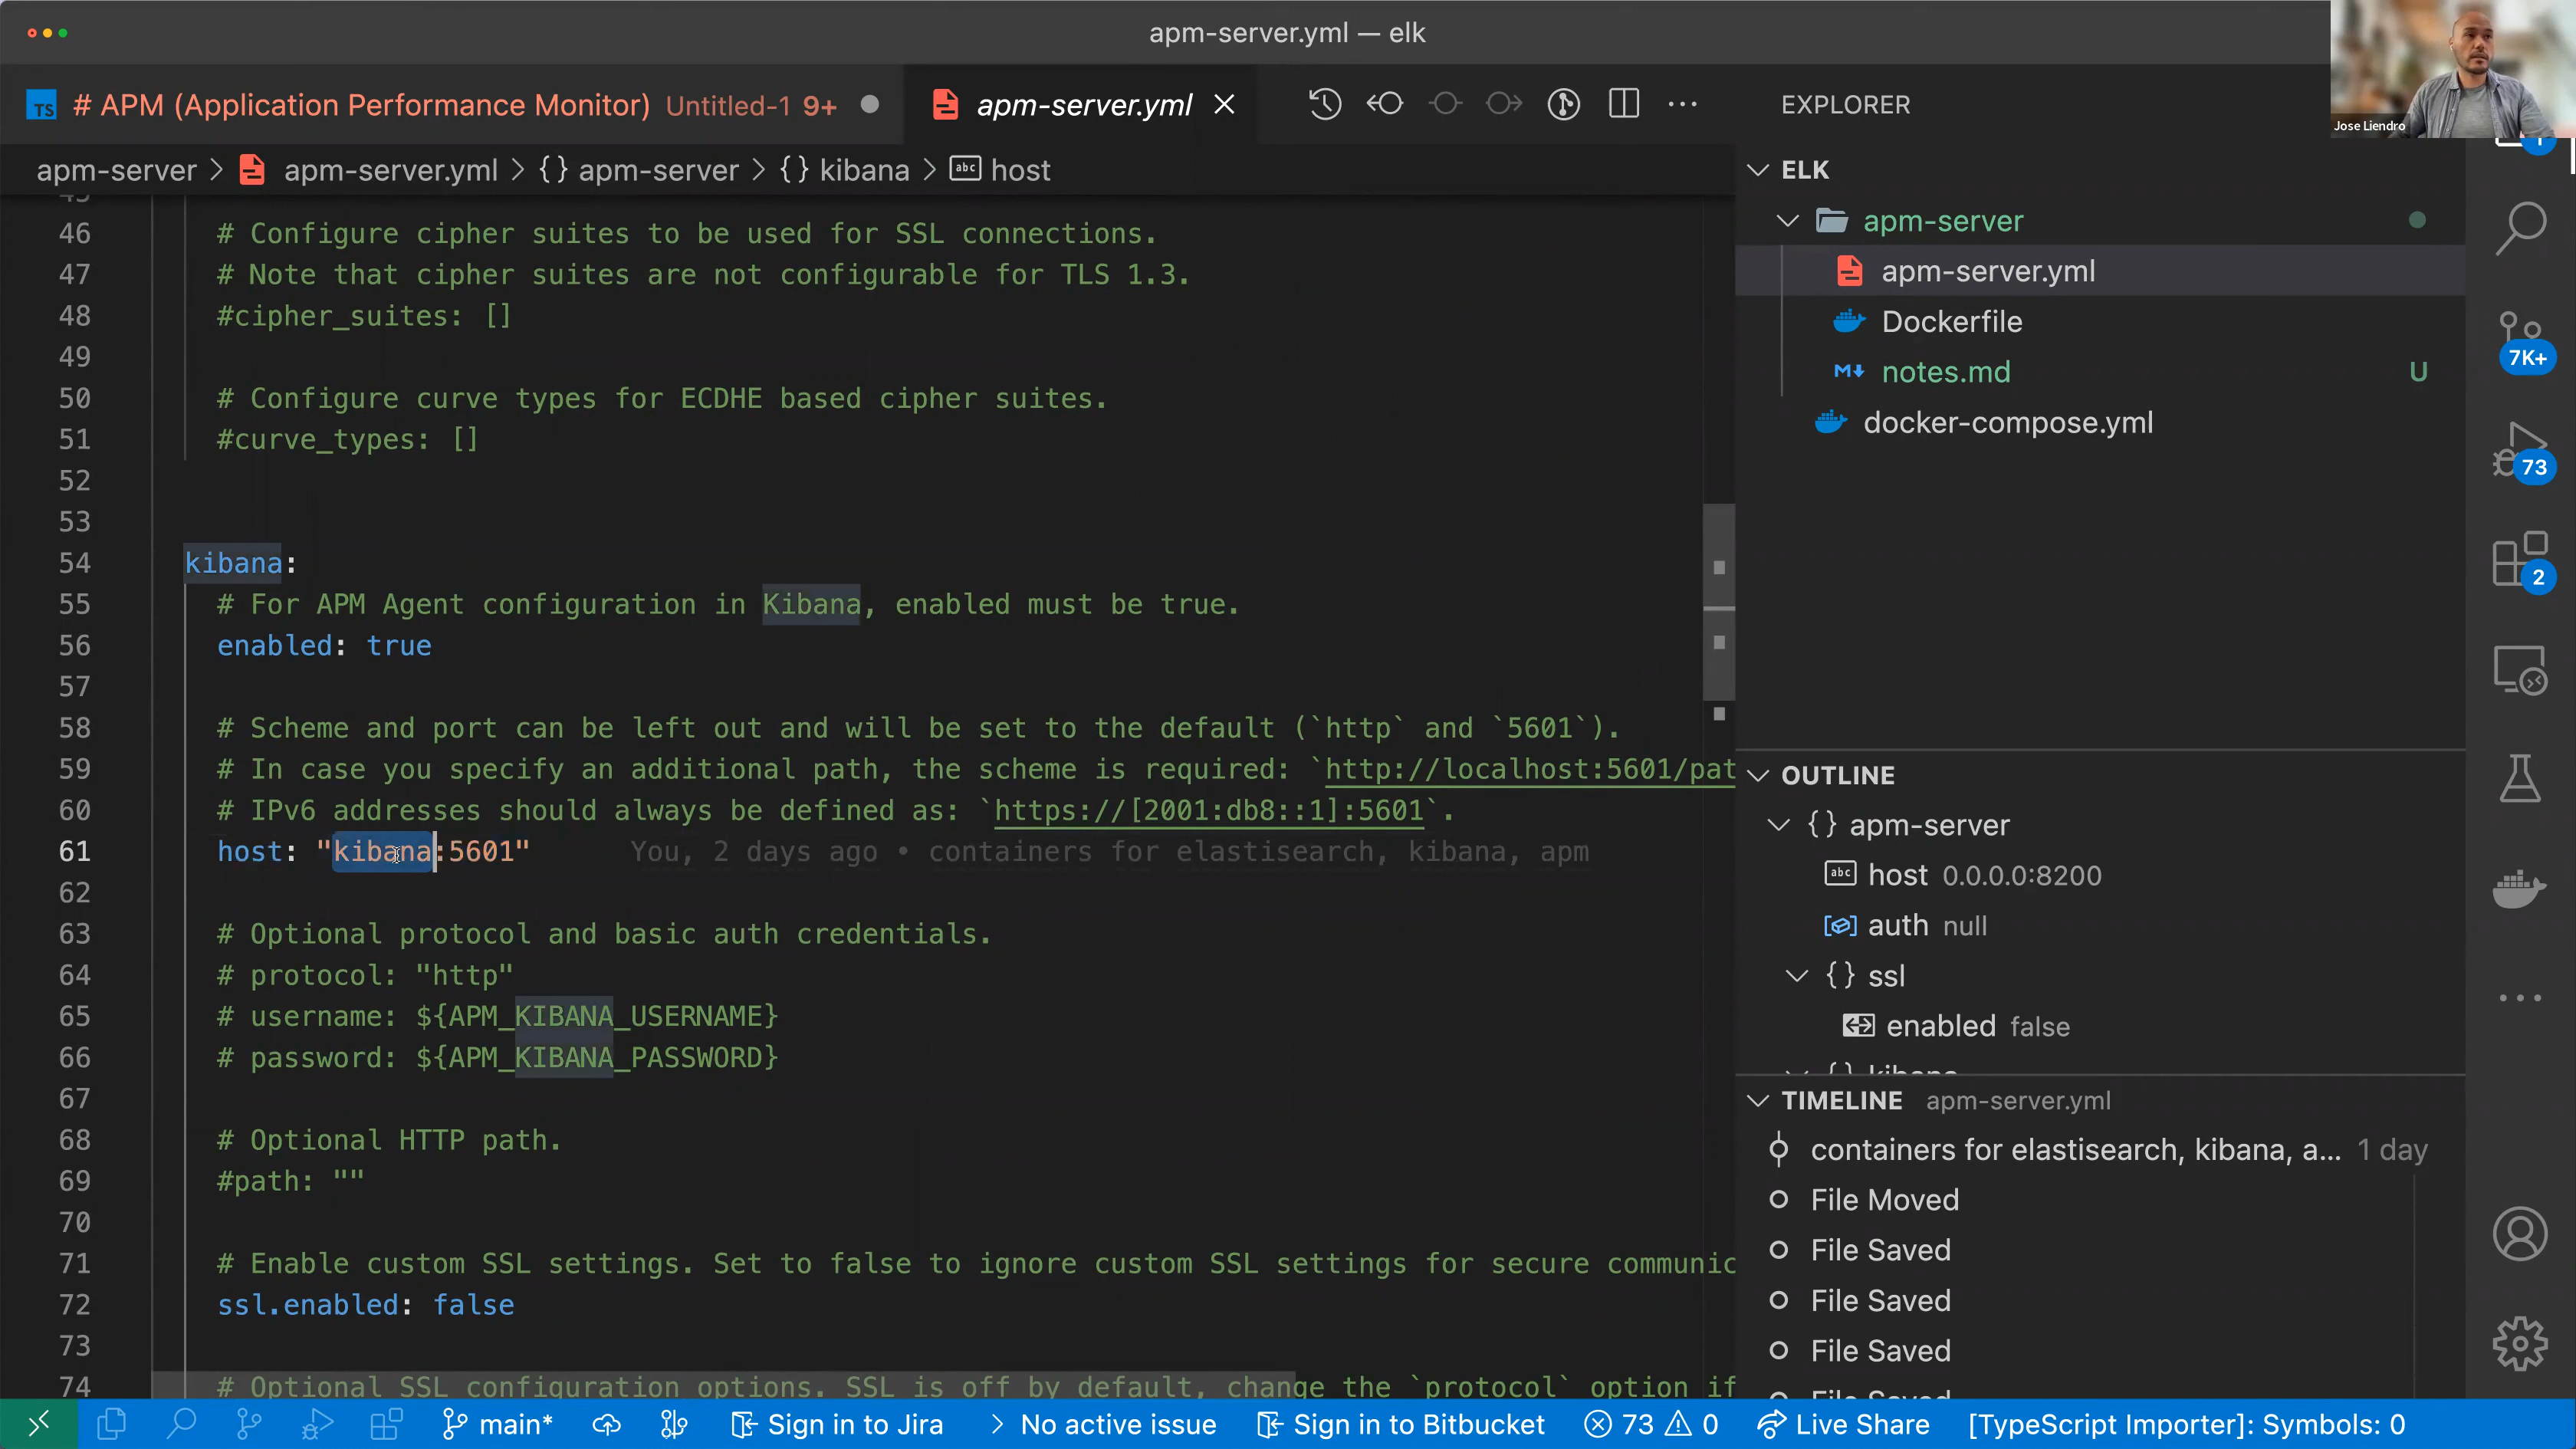 apm-server.yml — elk
Jose Liendro
TS # APM (Application Performance Monitor) Untitled-1 9+
apm-server.yml
EXPLORER
apm-server > apm-server.yml > {} apm-server > {} kibana > abc host
46 # Configure cipher suites to be used for SSL connections.
47 # Note that cipher suites are not configurable for TLS 1.3.
48 #cipher_suites: []
49
50 # Configure curve types for ECDHE based cipher suites.
51 #curve_types: []
52
53
54 kibana:
55 # For APM Agent configuration in Kibana, enabled must be true.
56 enabled: true
57
58 # Scheme and port can be left out and will be set to the default (`http` and `5601`).
59 # In case you specify an additional path, the scheme is required: `http://localhost:5601/pat
60 # IPv6 addresses should always be defined as: `https://[2001:db8::1]:5601`.
61 host: "kibana:5601" You, 2 days ago • containers for elastisearch, kibana, apm
62
63 # Optional protocol and basic auth credentials.
64 # protocol: "http"
65 # username: ${APM_KIBANA_USERNAME}
66 # password: ${APM_KIBANA_PASSWORD}
67
68 # Optional HTTP path.
69 #path: ""
70
71 # Enable custom SSL settings. Set to false to ignore custom SSL settings for secure communic
72 ssl.enabled: false
73
74 # Optional SSL configuration options. SSL is off by default, change the `protocol` option if
ELK
apm-server
apm-server.yml
Dockerfile
notes.md U
docker-compose.yml
OUTLINE
{} apm-server
abc host 0.0.0.0:8200
auth null
{} ssl
enabled false
{} kibana
TIMELINE apm-server.yml
containers for elastisearch, kibana, a... 1 day
File Moved
File Saved
File Saved
File Saved
File Saved
1
7K+
73
2
main* Sign in to Jira > No active issue Sign in to Bitbucket 73 0 Live Share [TypeScript Importer]: Symbols: 0